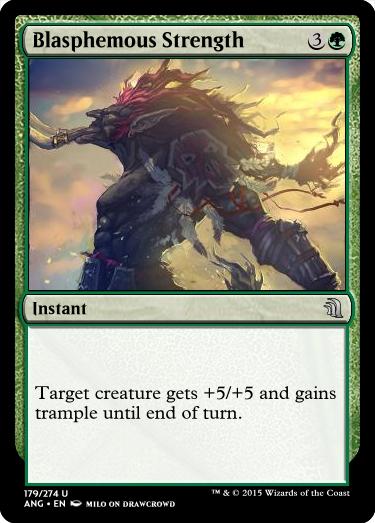 Blasphemous Strength 3
Instant
Target creature gets +5/+5 and gains
trample until end of turn.
179/274 U
ANG • EN MILO ON DRAWCROWD
™ & © 2015 Wizards of the Coast